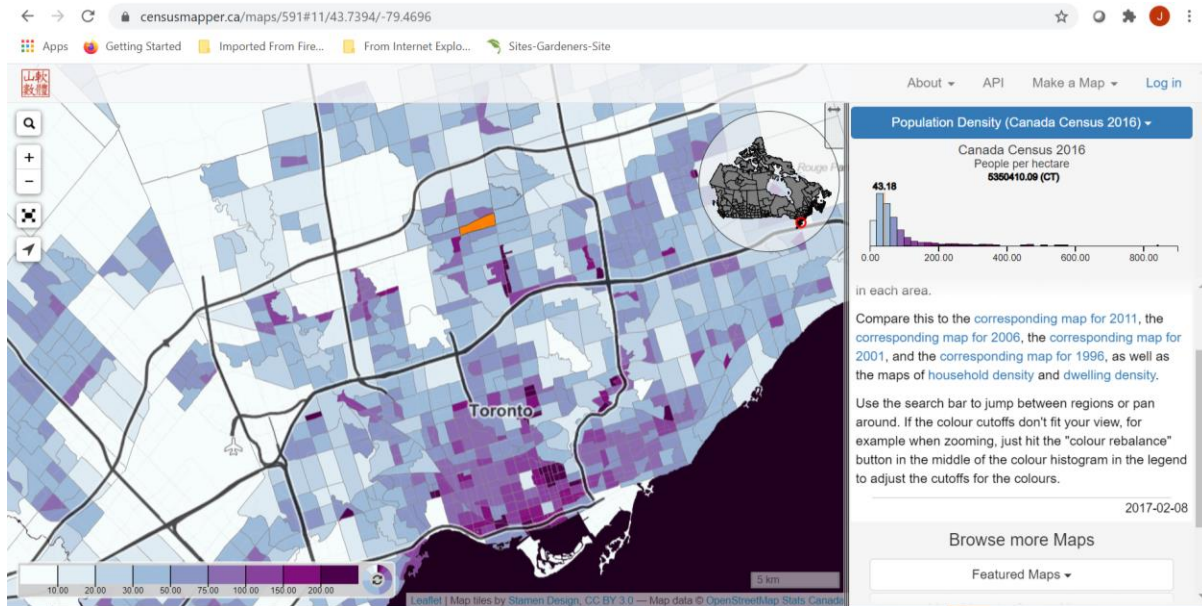 censusmapper.ca/maps/591#11/43.7394/-79.4696
J
Apps Getting Started Imported From Fire... From Internet Explo... Sites-Gardeners-Site
山軟
數體
About API Make a Map Log in
+
−
Rouge Pa
Toronto
5 km
10.00 20.00 30.00 50.00 75.00 100.00 150.00 200.00
Leaflet | Map tiles by Stamen Design, CC BY 3.0 — Map data © OpenStreetMap Stats Canada
Population Density (Canada Census 2016)
Canada Census 2016
People per hectare
5350410.09 (CT)
43.18
0.00 200.00 400.00 600.00 800.00
in each area.
Compare this to the corresponding map for 2011, the
corresponding map for 2006, the corresponding map for
2001, and the corresponding map for 1996, as well as
the maps of household density and dwelling density.
Use the search bar to jump between regions or pan
around. If the colour cutoffs don't fit your view, for
example when zooming, just hit the "colour rebalance"
button in the middle of the colour histogram in the legend
to adjust the cutoffs for the colours.
2017-02-08
Browse more Maps
Featured Maps